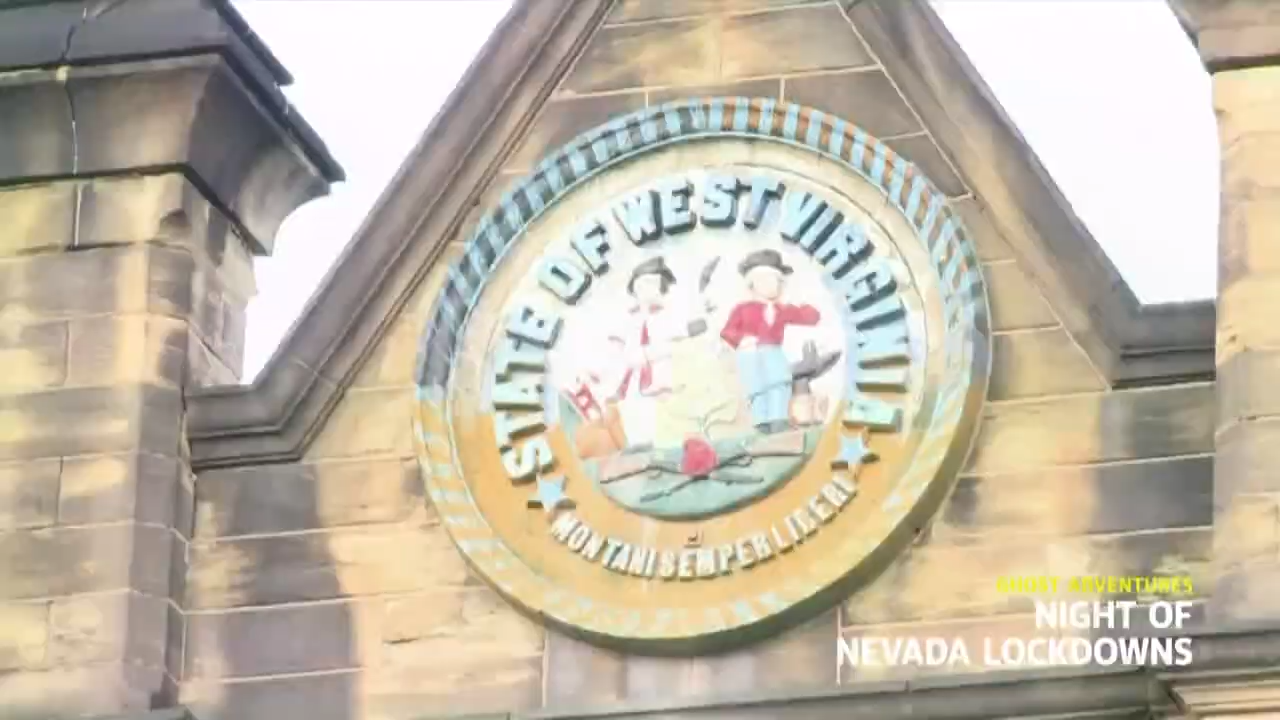 STATE OF WEST VIRGINIA
MONTANI SEMPER LIBERI
GHOST ADVENTURES
NIGHT OF
NEVADA LOCKDOWNS